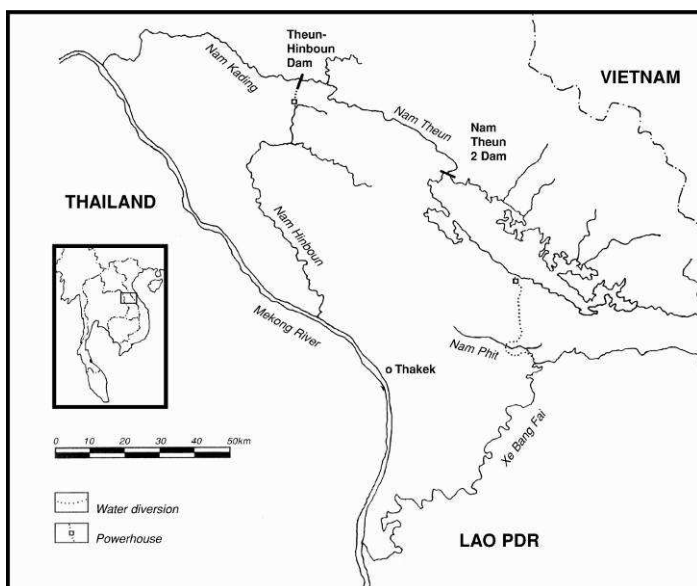 Theun-
Hinboun
Dam
Nam Kading
VIETNAM
Nam Theun
Nam
Theun
2 Dam
THAILAND
Nam Hinboun
Mekong River
Nam Phit
Thakek
Xe Bang Fai
0 10 20 30 40 50km
Water diversion
Powerhouse
LAO PDR